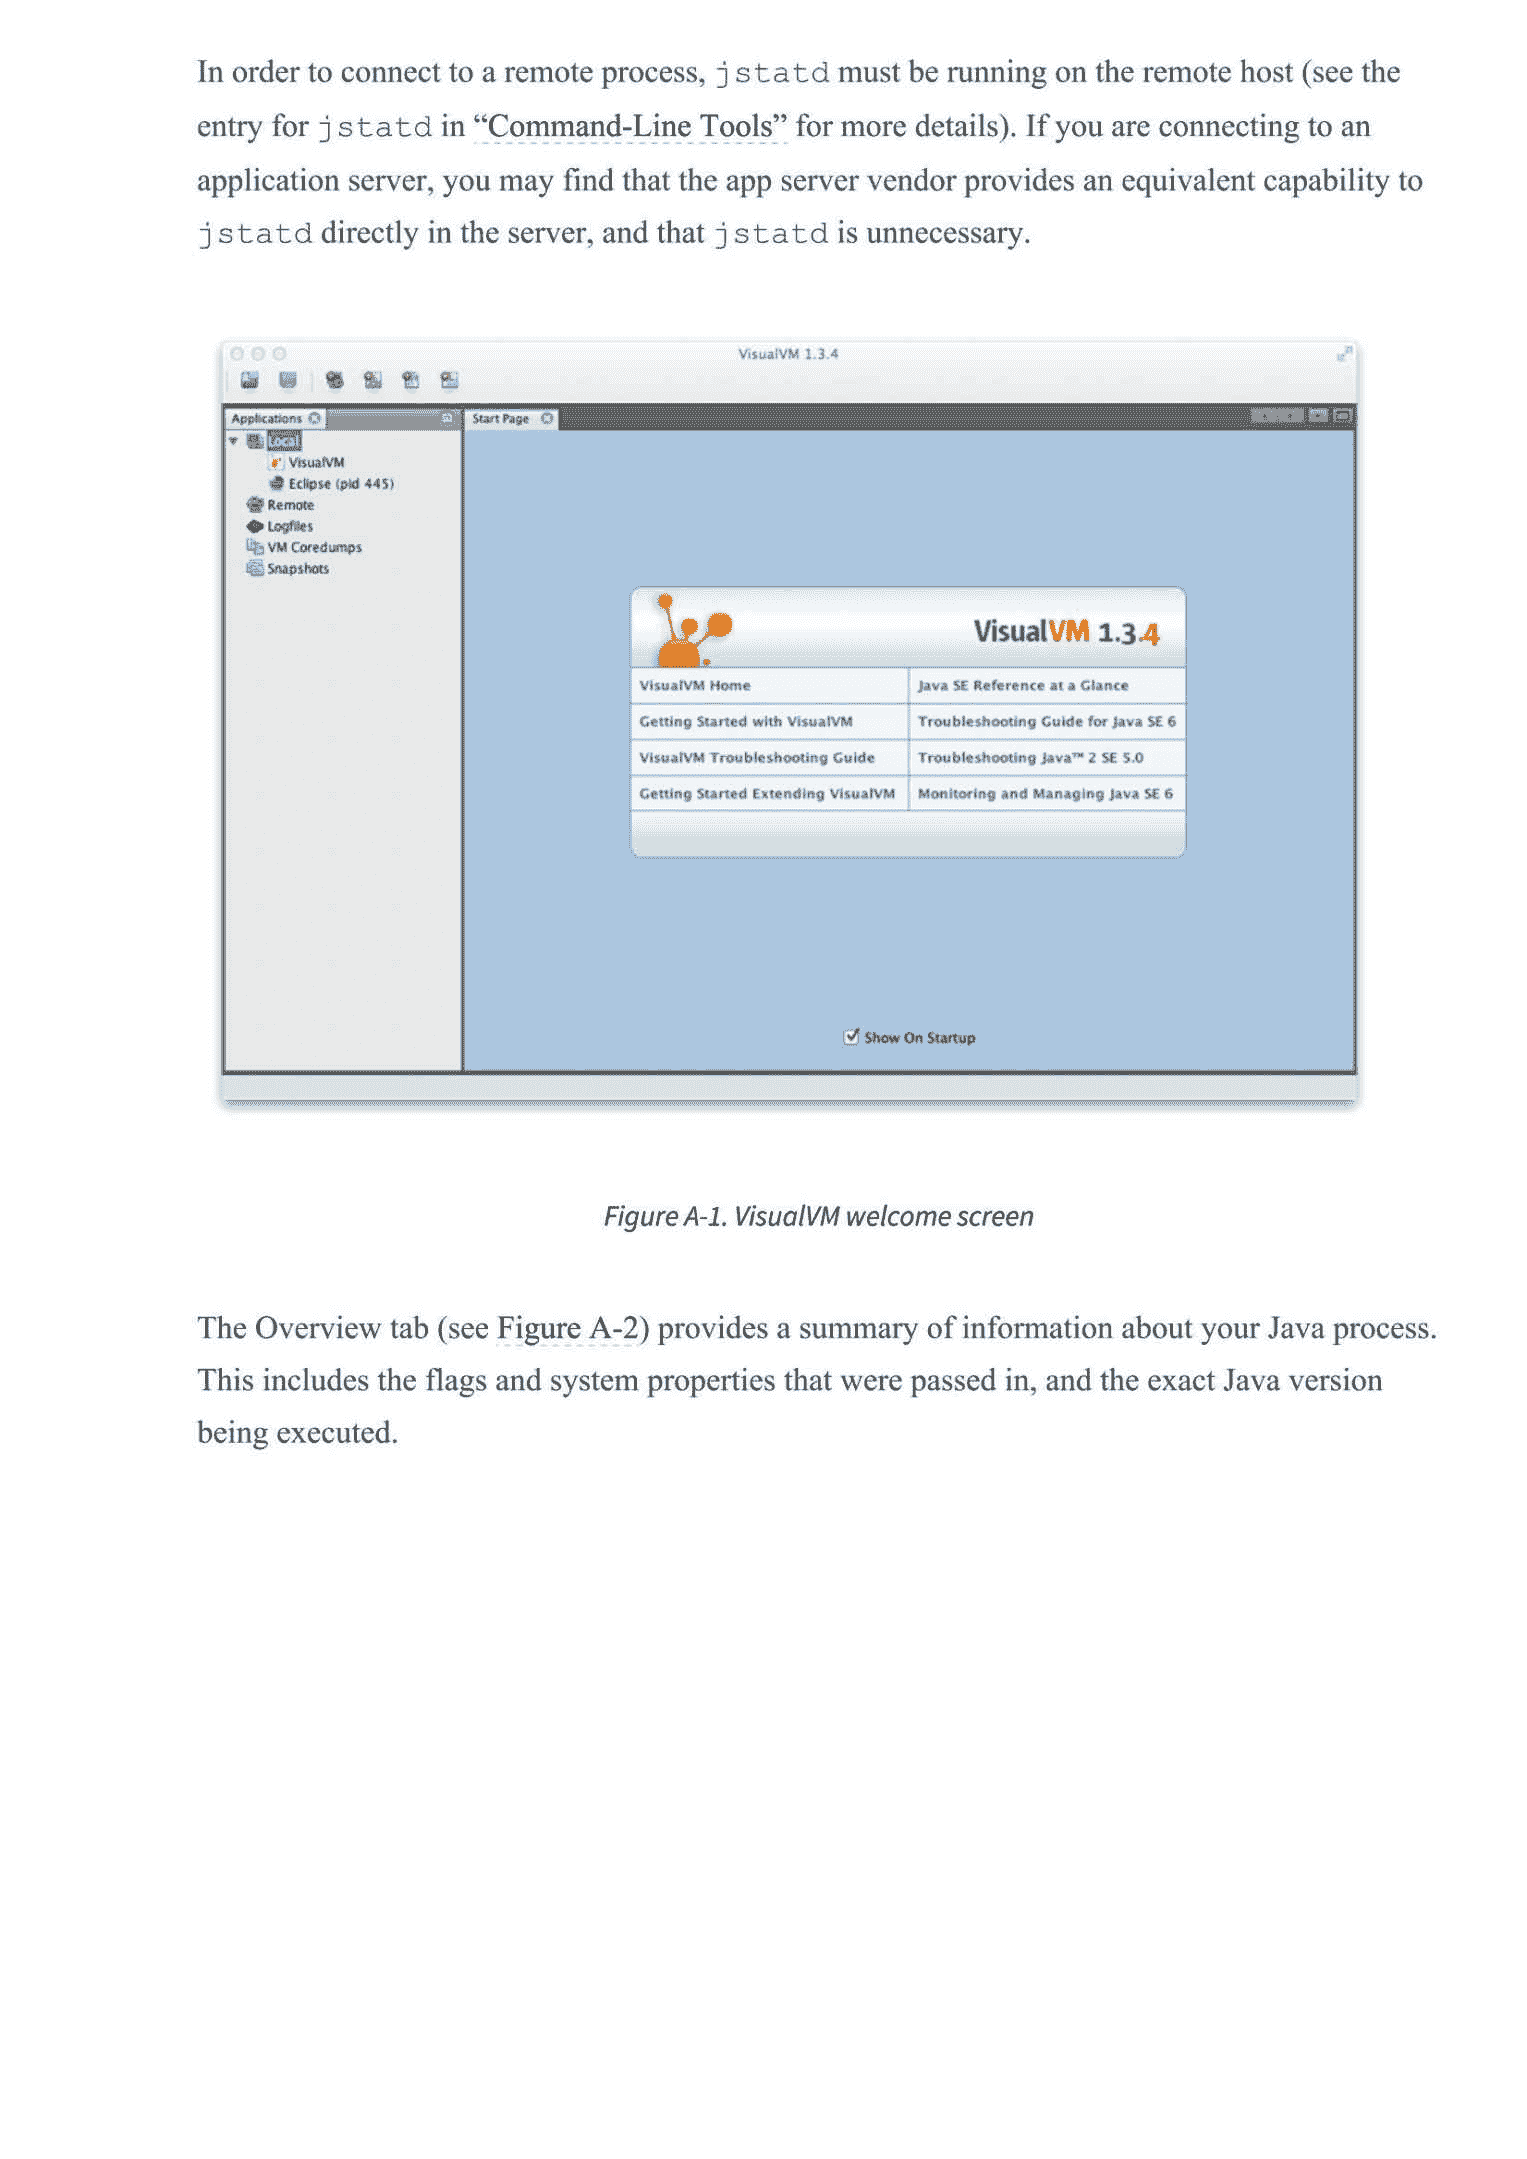 In order to connect to a remote process, jstatd must be running on the remote host (see the
entry for jstatd in “Command-Line Tools” for more details). If you are connecting to an
application server, you may find that the app server vendor provides an equivalent capability to
jstatd directly in the server, and that jstatd is unnecessary.
VisualVM 1.3.4
Applications
Start Page
Local
VisualVM
Eclipse (pid 445)
Remote
Logfiles
VM Coredumps
Snapshots
VisualVM 1.3.4
VisualVM Home
Java SE Reference at a Glance
Getting Started with VisualVM
Troubleshooting Guide for Java SE 6
VisualVM Troubleshooting Guide
Troubleshooting Java™ 2 SE 5.0
Getting Started Extending VisualVM
Monitoring and Managing Java SE 6
Show On Startup
Figure A-1. VisualVM welcome screen
The Overview tab (see Figure A-2) provides a summary of information about your Java process.
This includes the flags and system properties that were passed in, and the exact Java version
being executed.